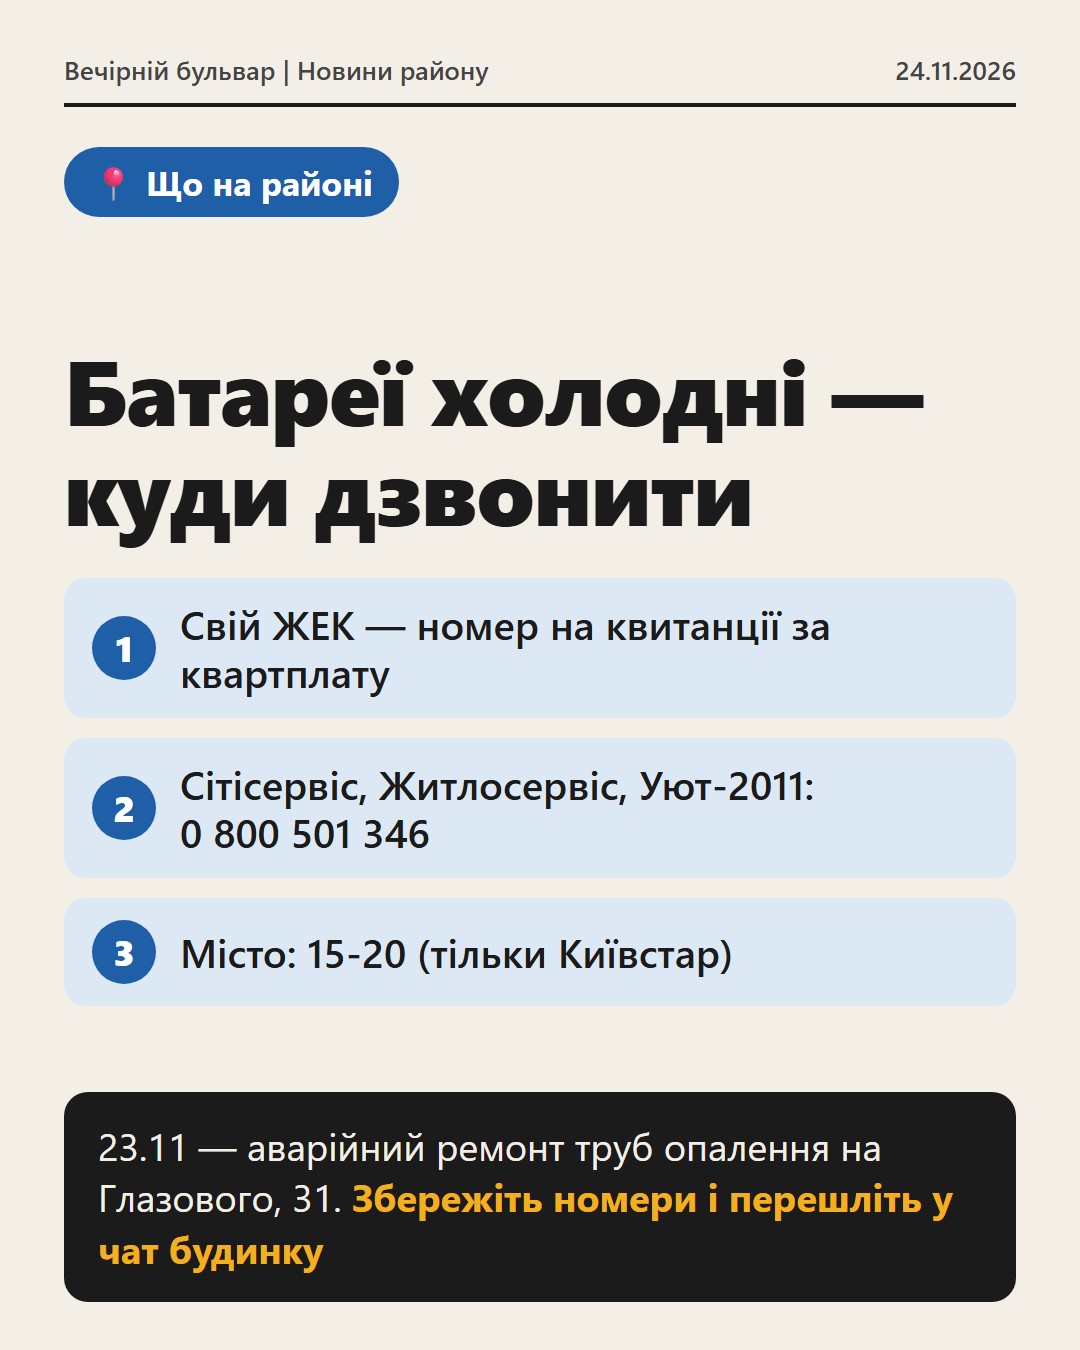 Вечірній бульвар | Новини району
24.11.2026
📍 Що на районі
Батареї холодні —
куди дзвонити
1
Свій ЖЕК — номер на квитанції за
квартплату
2
Сітісервіс, Житлосервіс, Уют-2011:
0 800 501 346
3
Місто: 15-20 (тільки Київстар)
23.11 — аварійний ремонт труб опалення на
Глазового, 31. Збережіть номери і перешліть у
чат будинку